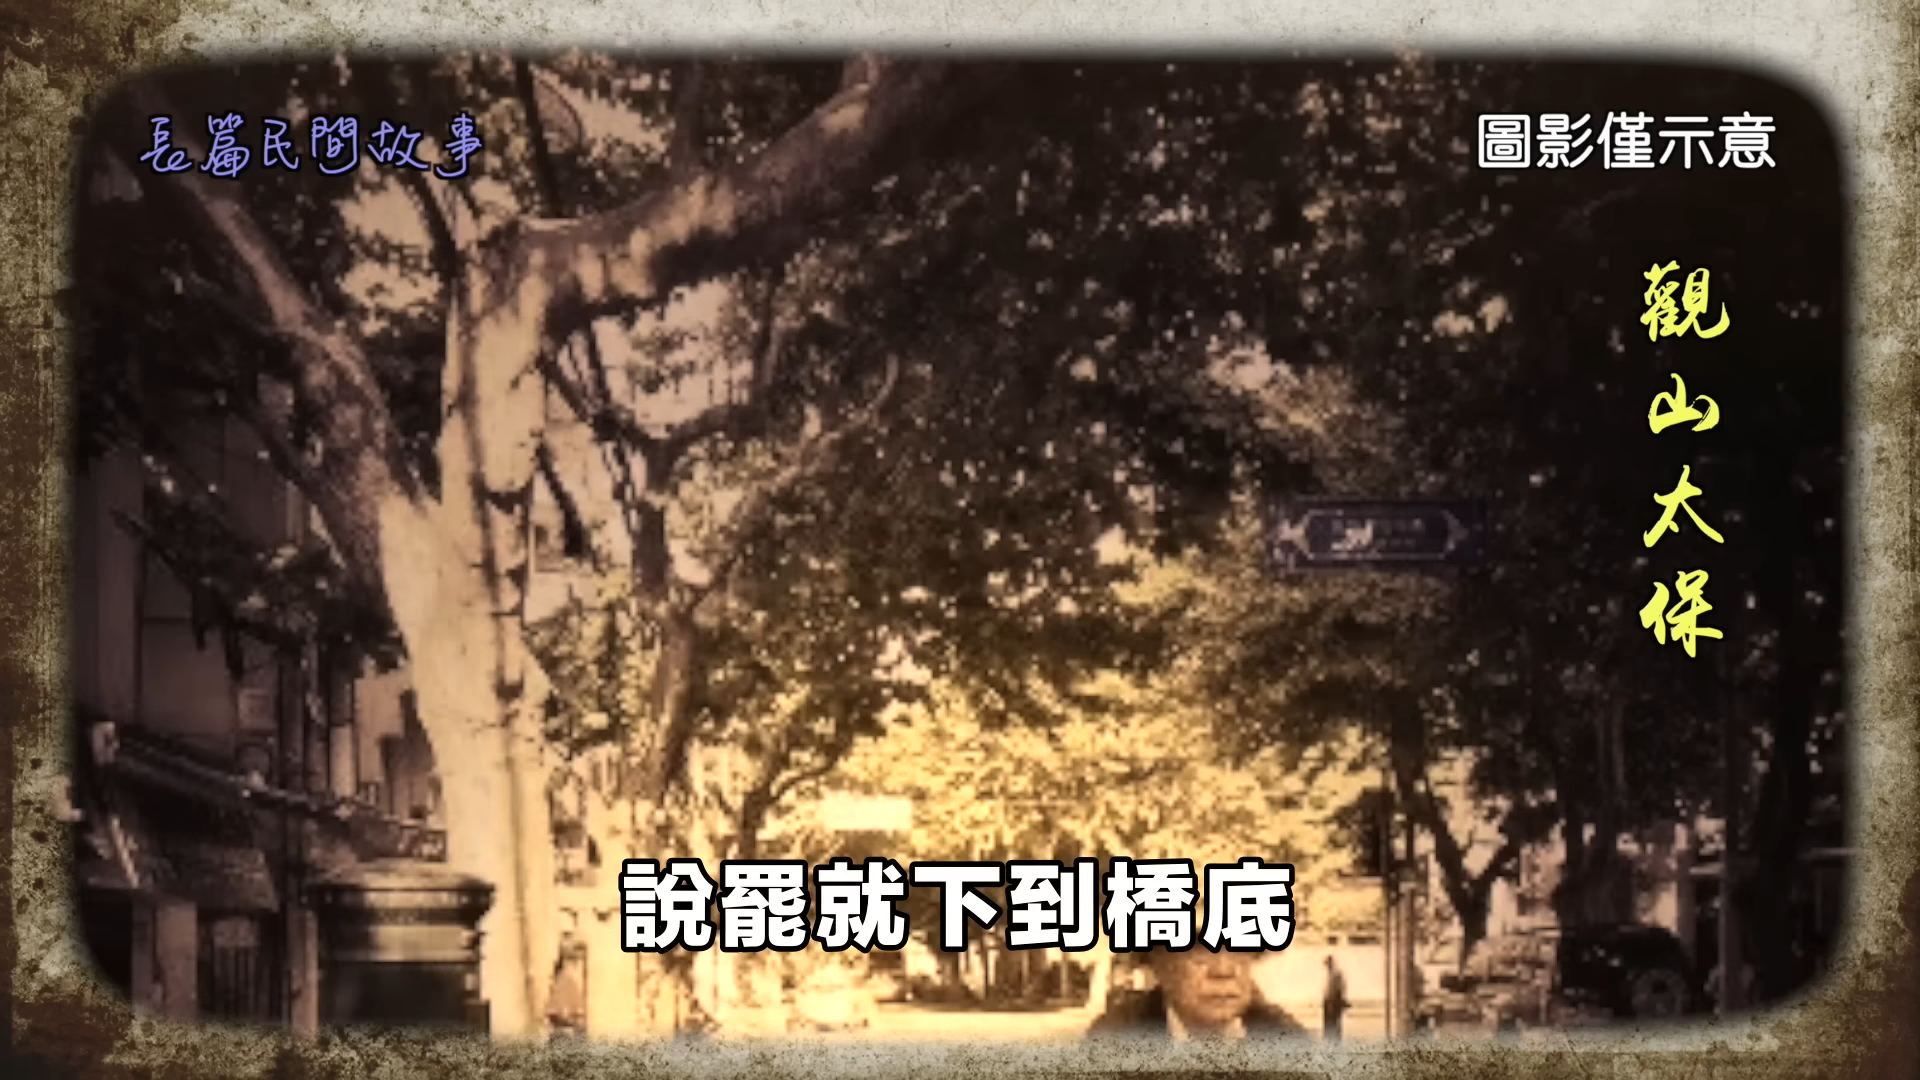 長篇民間故事
圖影僅示意
觀山太保
說罷就下到橋底